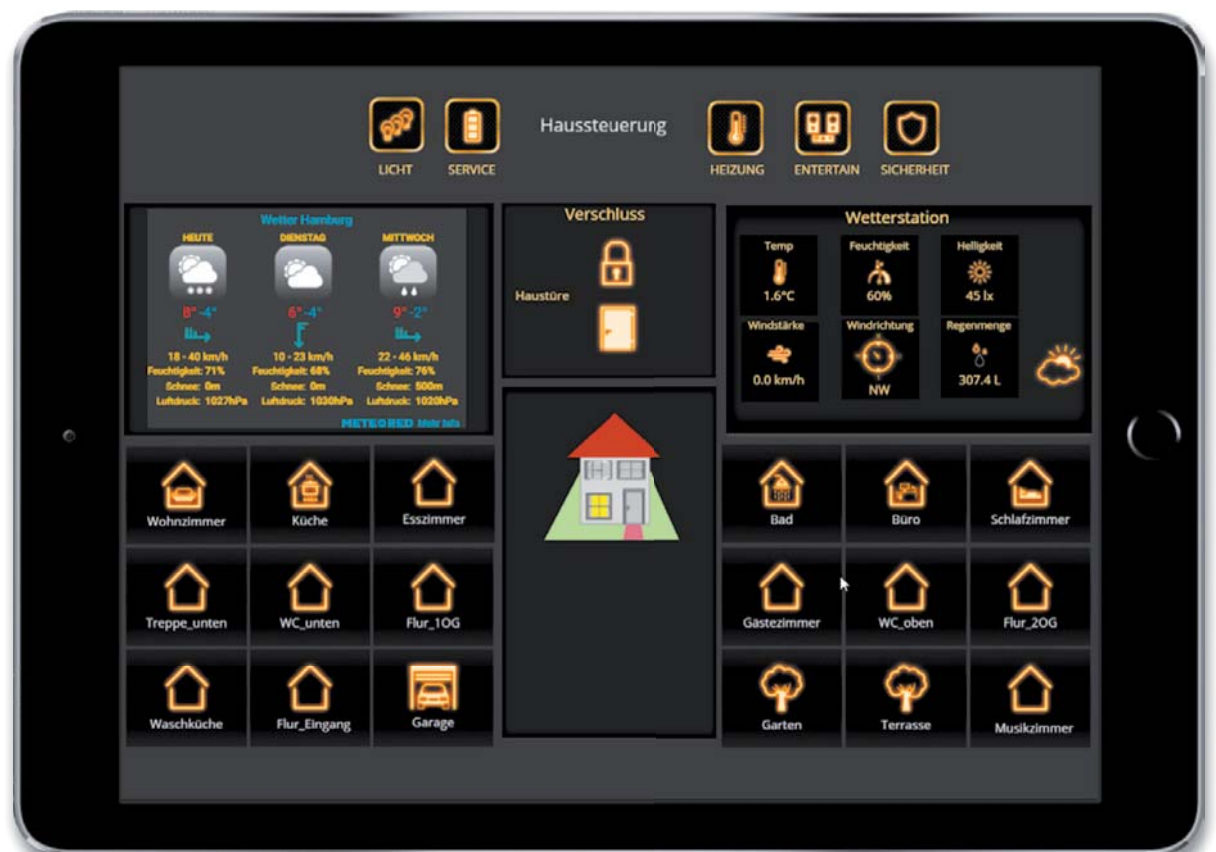 Haussteuerung
LICHT
SERVICE
HEIZUNG
ENTERTAIN
SICHERHEIT
Wetter Hamburg
HEUTE
DIENSTAG
MITTWOCH
8° -4°
6° -4°
9° -2°
18 - 40 km/h
10 - 23 km/h
22 - 46 km/h
Feuchtigkeit: 71%
Feuchtigkeit: 68%
Feuchtigkeit: 76%
Schnee: 0m
Schnee: 0m
Schnee: 500m
Luftdruck: 1027hPa
Luftdruck: 1030hPa
Luftdruck: 1020hPa
METEORED Mehr Info
Verschluss
Haustüre
Wetterstation
Temp
Feuchtigkeit
Helligkeit
1.6°C
60%
45 lx
Windstärke
Windrichtung
Regenmenge
0.0 km/h
NW
307.4 L
Wohnzimmer
Küche
Esszimmer
Treppe_unten
WC_unten
Flur_1OG
Waschküche
Flur_Eingang
Garage
Bad
Büro
Schlafzimmer
Gästezimmer
WC_oben
Flur_2OG
Garten
Terrasse
Musikzimmer